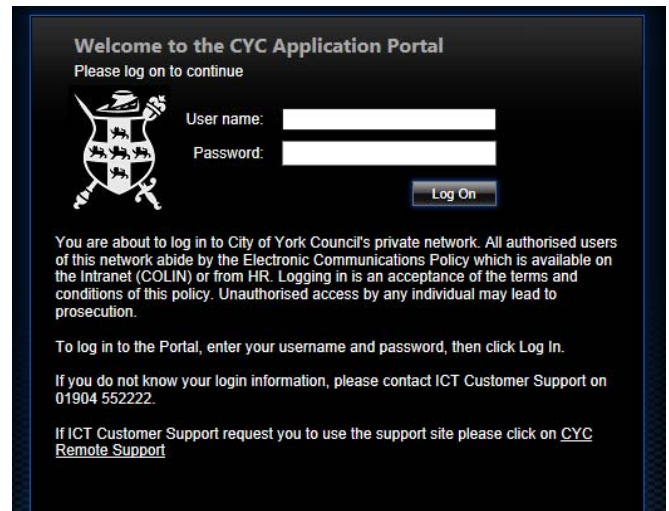 Welcome to the CYC Application Portal
Please log on to continue
User name:
Password:
Log On
You are about to log in to City of York Council's private network. All authorised users
of this network abide by the Electronic Communications Policy which is available on
the Intranet (COLIN) or from HR. Logging in is an acceptance of the terms and
conditions of this policy. Unauthorised access by any individual may lead to
prosecution.
To log in to the Portal, enter your username and password, then click Log In.
If you do not know your login information, please contact ICT Customer Support on
01904 552222.
If ICT Customer Support request you to use the support site please click on CYC
Remote Support